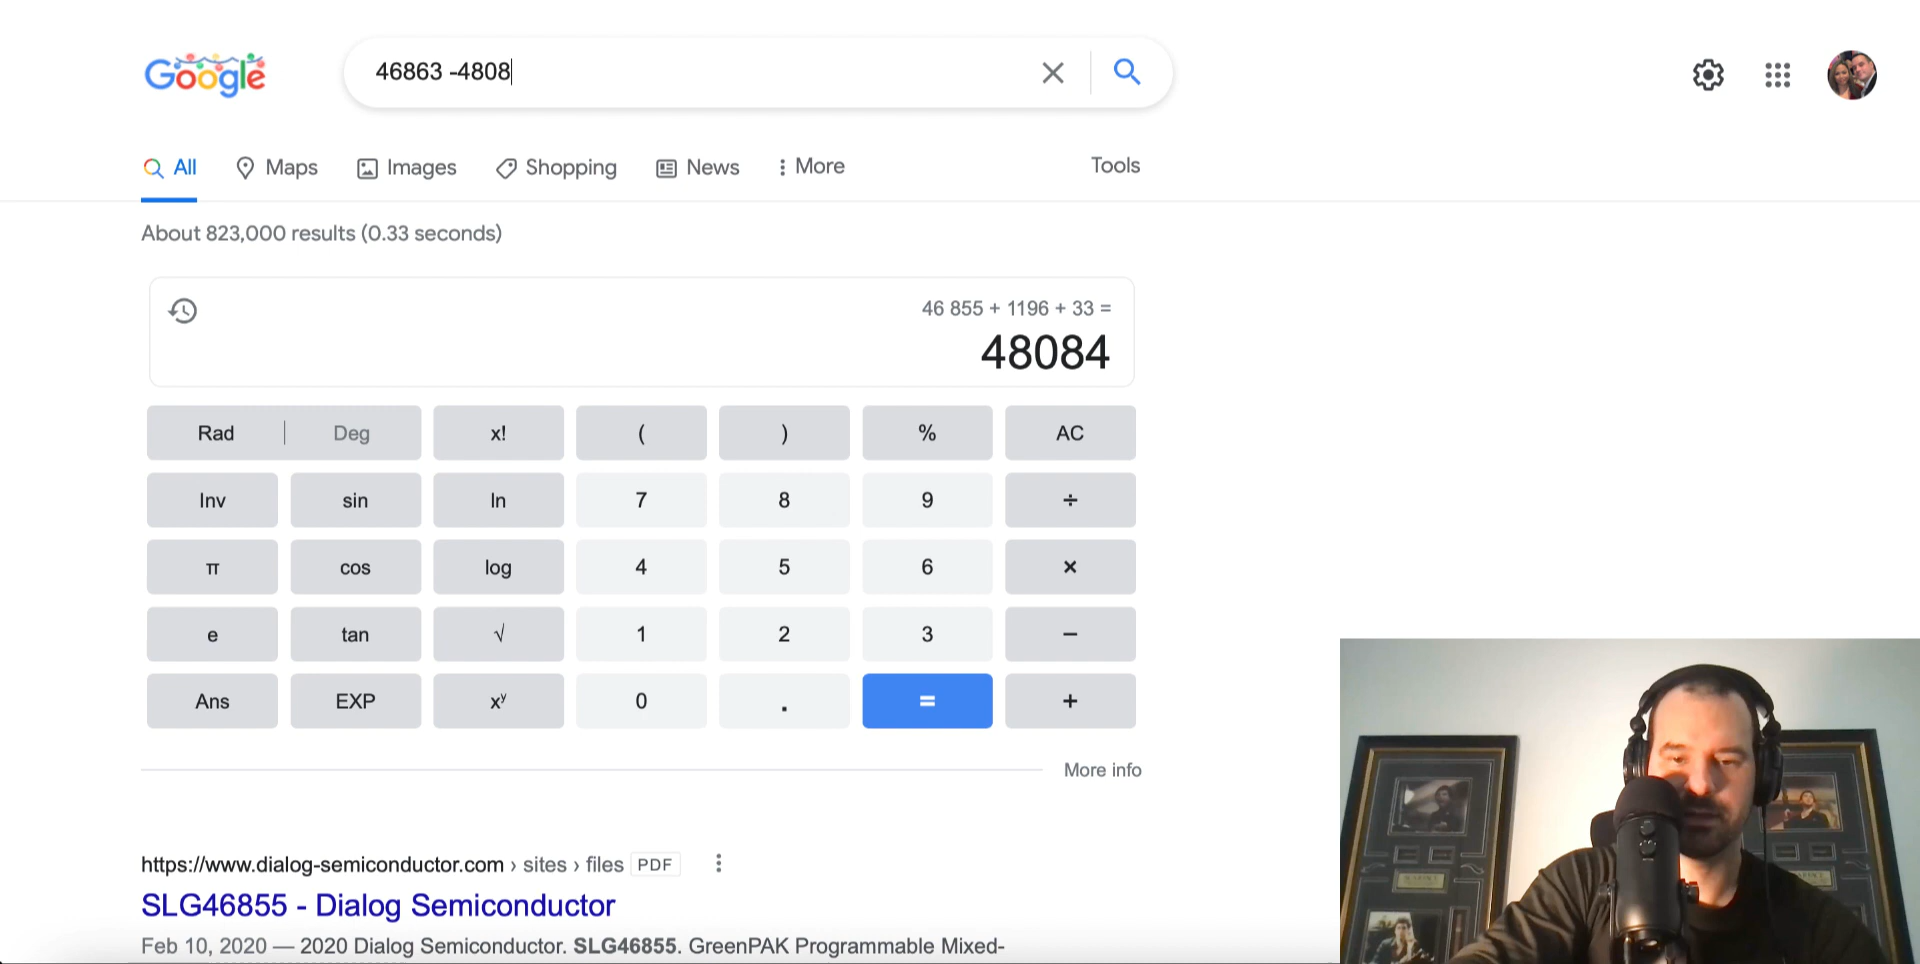 Google
46863 -4808
All
Maps
Images
Shopping
News
More
Tools
About 823,000 results (0.33 seconds)
46 855 + 1196 + 33 =
48084
Rad | Deg x! ( ) % AC
Inv sin ln 7 8 9 ÷
π cos log 4 5 6 ×
e tan √ 1 2 3 −
Ans EXP xʸ 0 . = +
More info
https://www.dialog-semiconductor.com › sites › files PDF
SLG46855 - Dialog Semiconductor
Feb 10, 2020 — 2020 Dialog Semiconductor. SLG46855. GreenPAK Programmable Mixed-